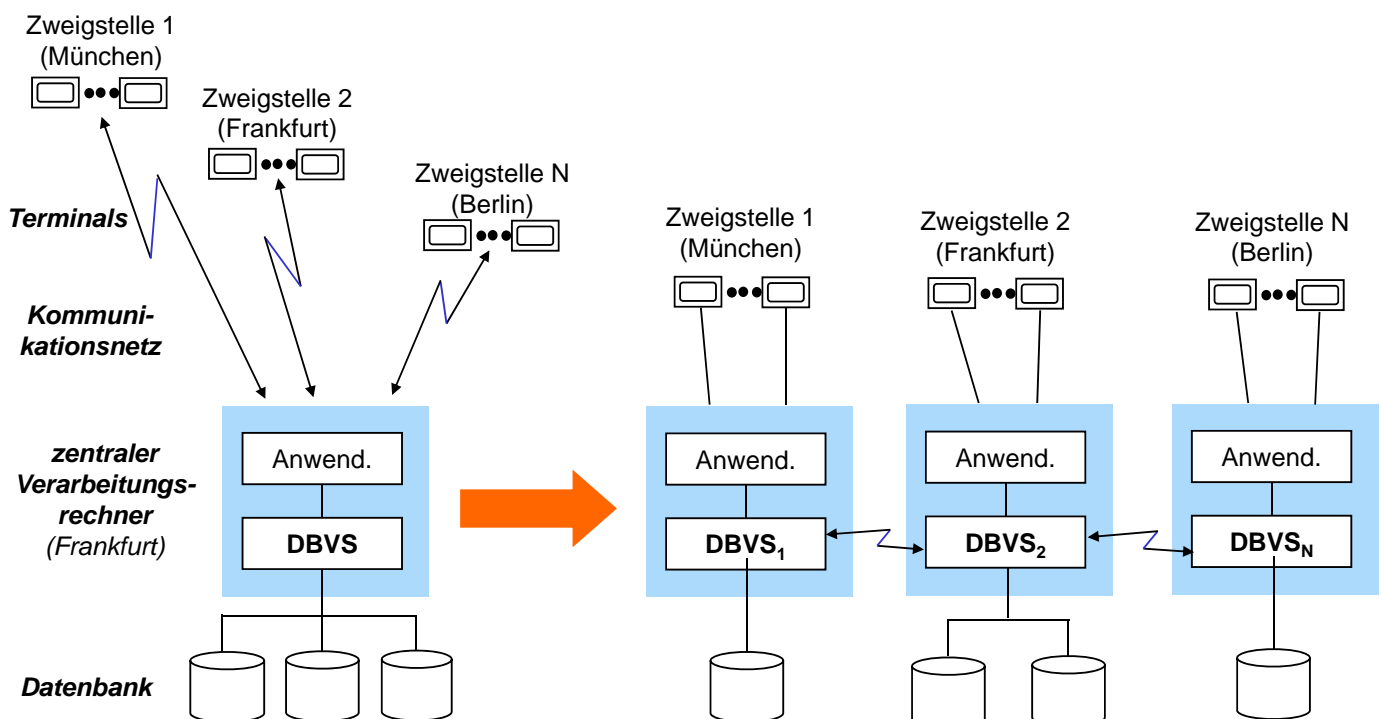 Zweigstelle 1
(München)
Zweigstelle 2
(Frankfurt)
Zweigstelle N
(Berlin)
Terminals
Kommuni-
kationsnetz
zentraler
Verarbeitungs-
rechner
(Frankfurt)
Anwend.
DBVS
Datenbank
Zweigstelle 1
(München)
Anwend.
DBVS1
Zweigstelle 2
(Frankfurt)
Anwend.
DBVS2
Zweigstelle N
(Berlin)
Anwend.
DBVSN